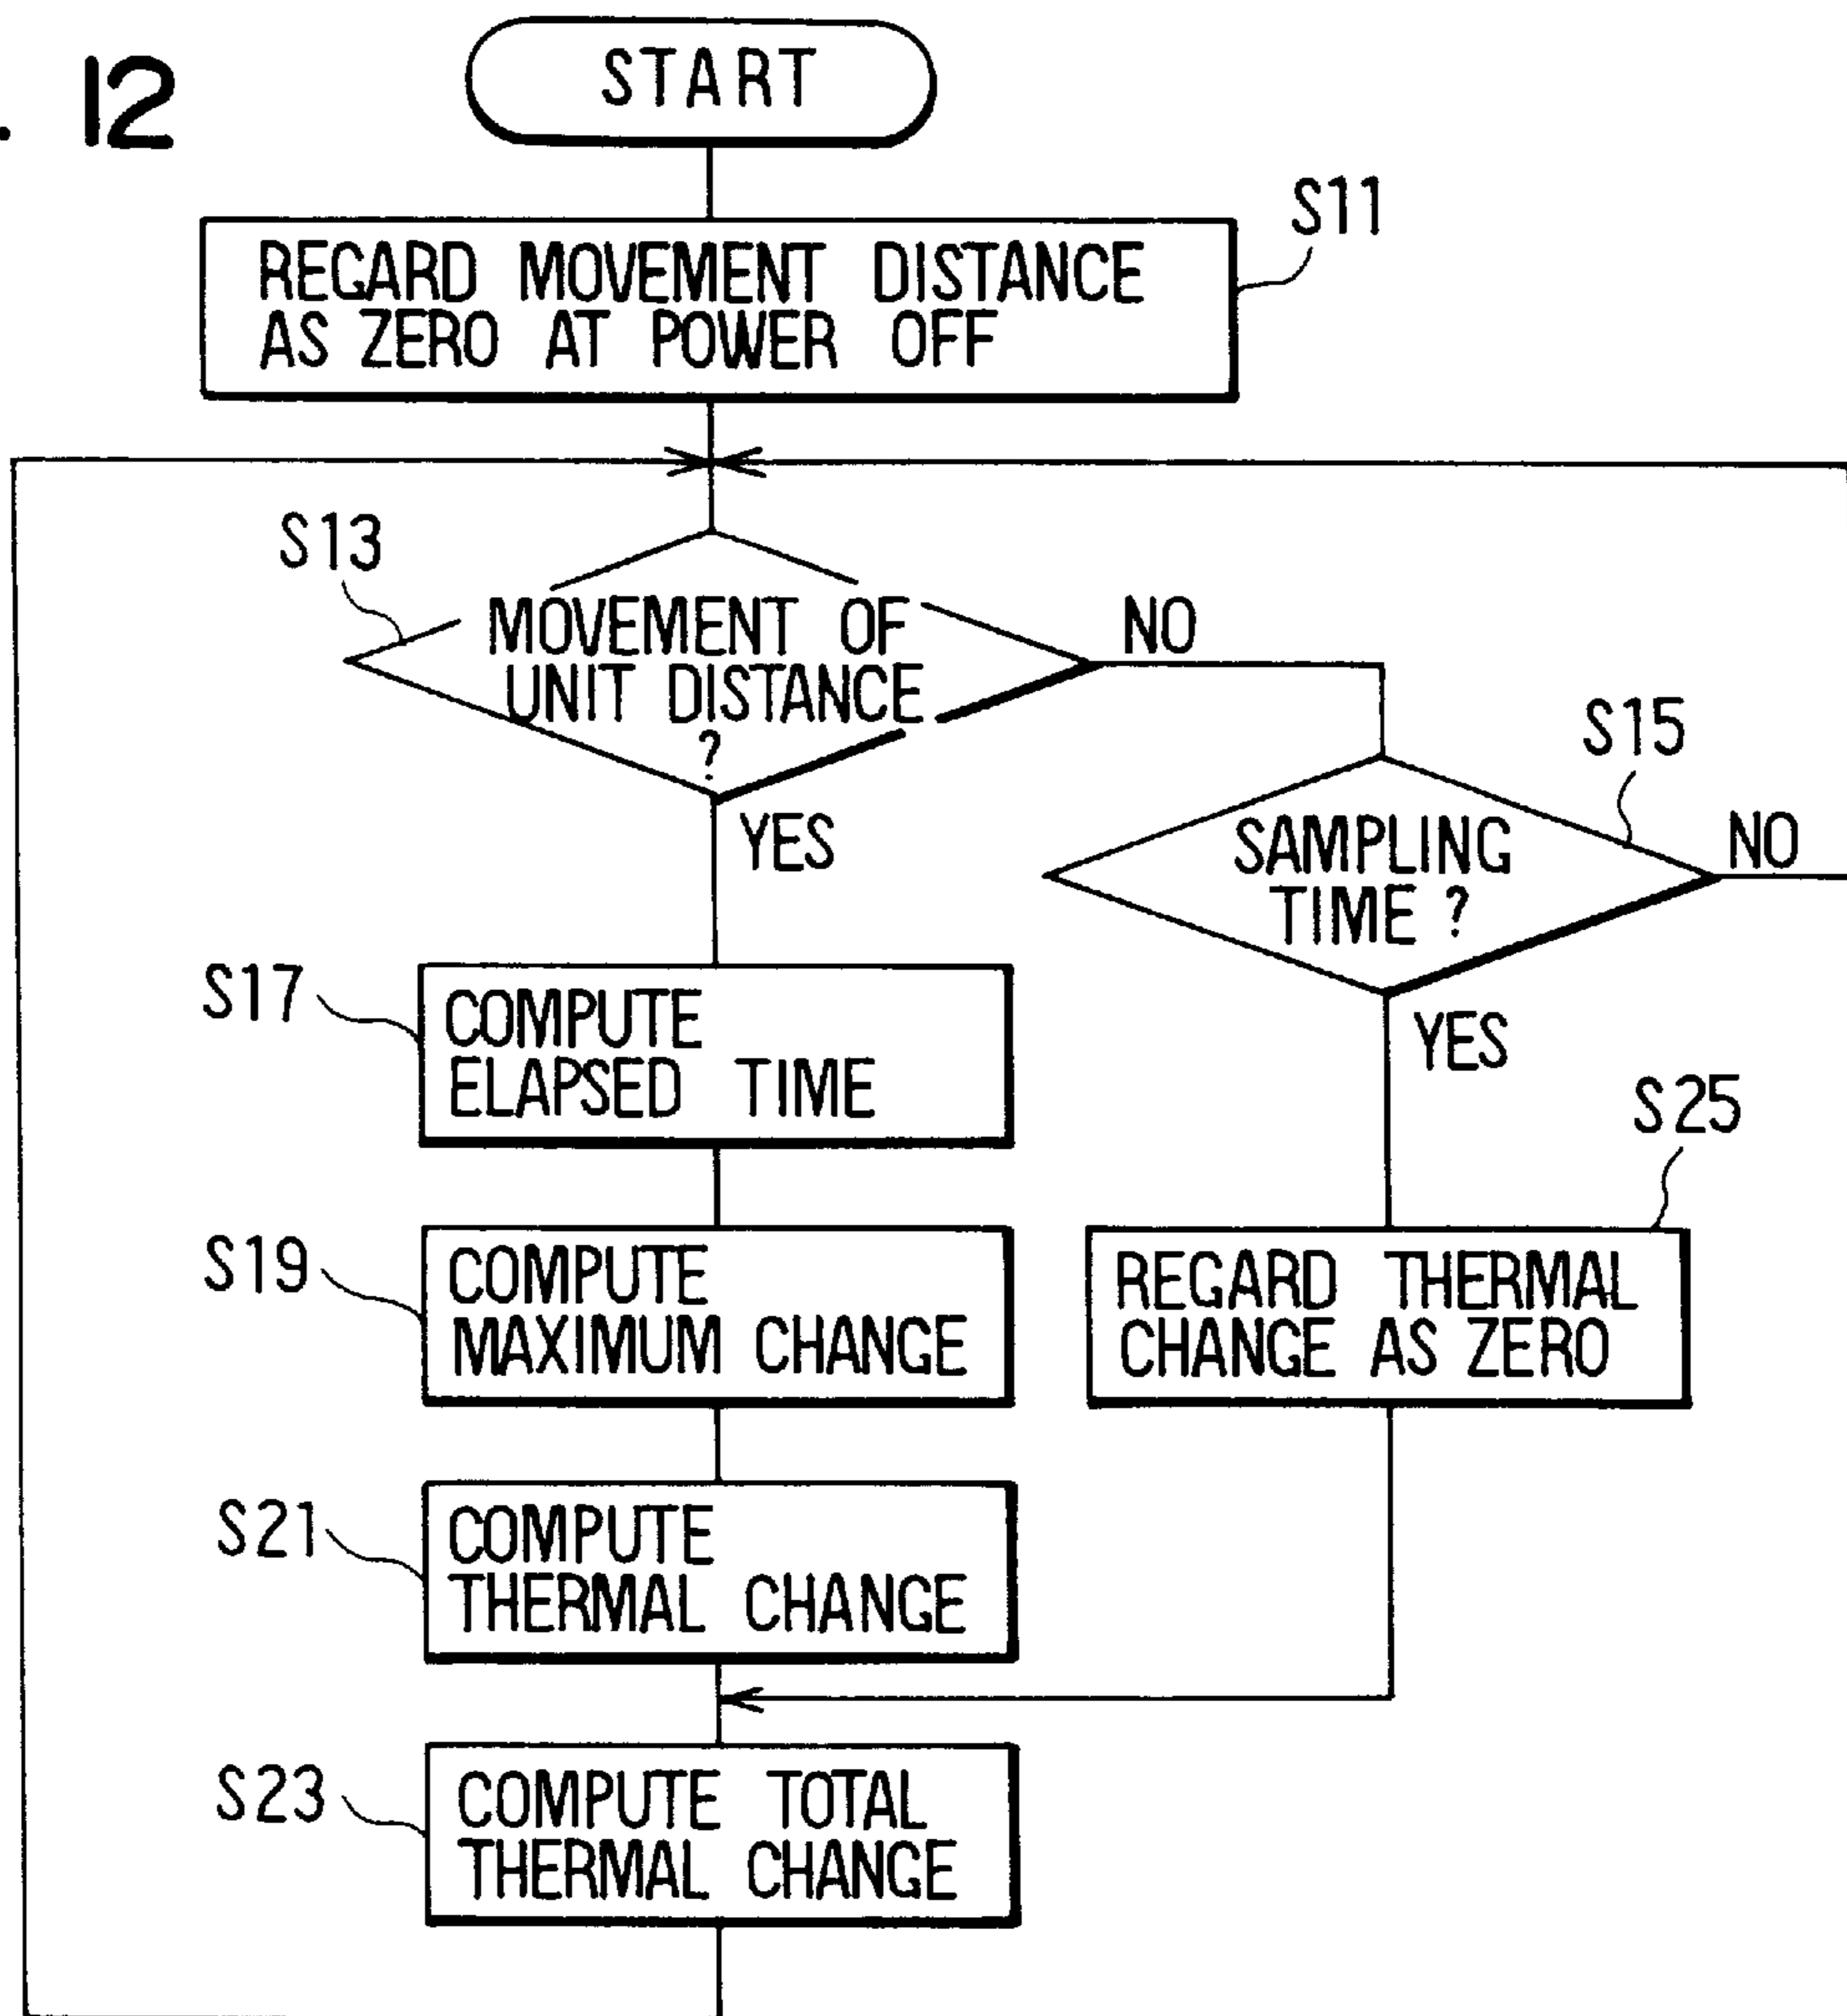 . 12
START
S11
REGARD MOVEMENT DISTANCE
AS ZERO AT POWER OFF
S13
MOVEMENT OF
UNIT DISTANCE
?
NO
YES
S15
SAMPLING
TIME ?
NO
YES
S17
COMPUTE
ELAPSED TIME
S25
REGARD THERMAL
CHANGE AS ZERO
S19
COMPUTE
MAXIMUM CHANGE
S21
COMPUTE
THERMAL CHANGE
S23
COMPUTE TOTAL
THERMAL CHANGE